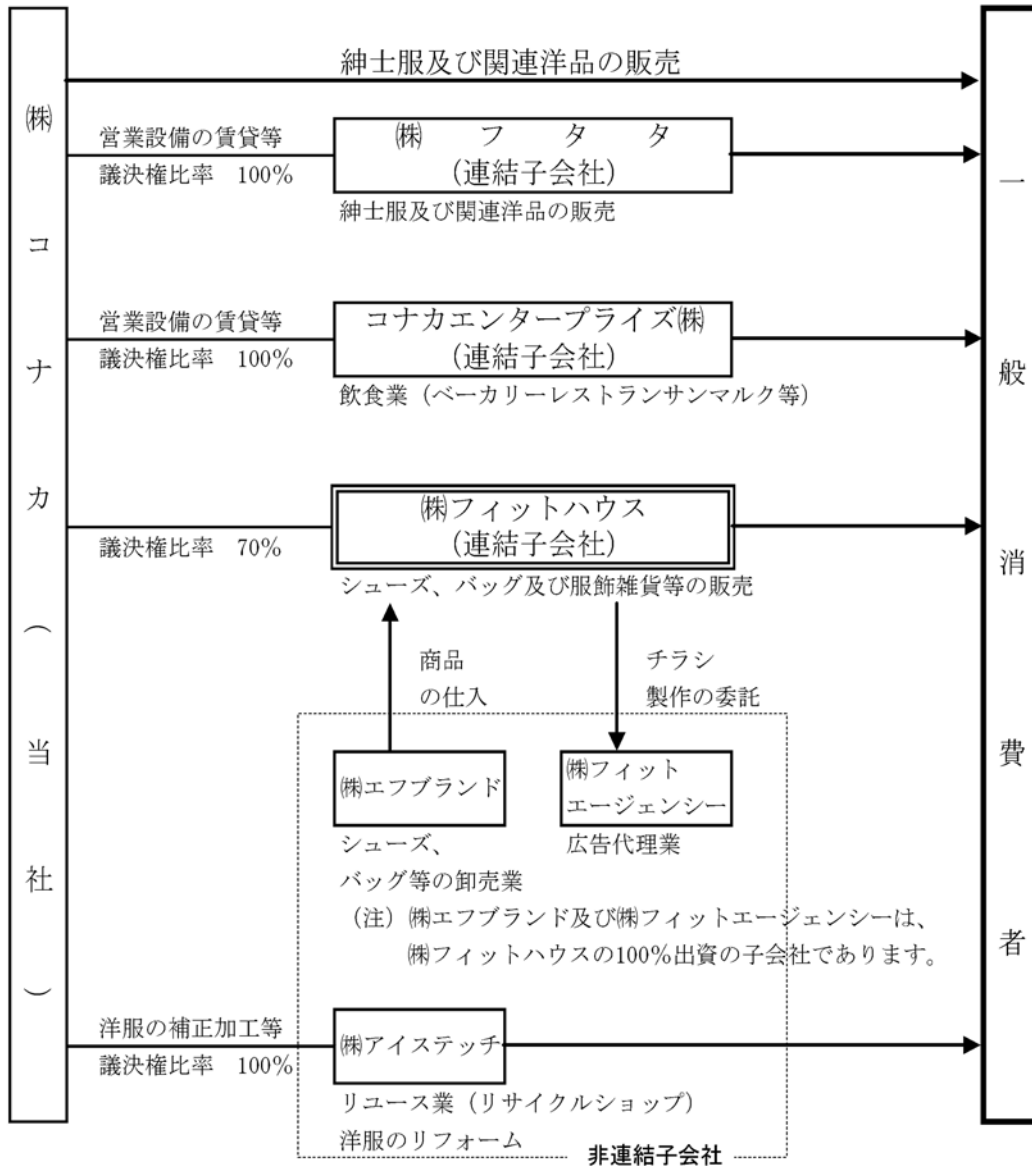 ㈱コナカ（当社）
紳士服及び関連洋品の販売
営業設備の賃貸等
議決権比率　100%
㈱　フ　タ　タ
（連結子会社）
紳士服及び関連洋品の販売
営業設備の賃貸等
議決権比率　100%
コナカエンタープライズ㈱
（連結子会社）
飲食業（ベーカリーレストランサンマルク等）
議決権比率　70%
㈱フィットハウス
（連結子会社）
シューズ、バッグ及び服飾雑貨等の販売
商品
の仕入
チラシ
製作の委託
㈱エフブランド
シューズ、
バッグ等の卸売業
㈱フィット
エージェンシー
広告代理業
（注）㈱エフブランド及び㈱フィットエージェンシーは、
㈱フィットハウスの100%出資の子会社であります。
洋服の補正加工等
議決権比率　100%
㈱アイステッチ
リユース業（リサイクルショップ）
洋服のリフォーム
非連結子会社
一般消費者